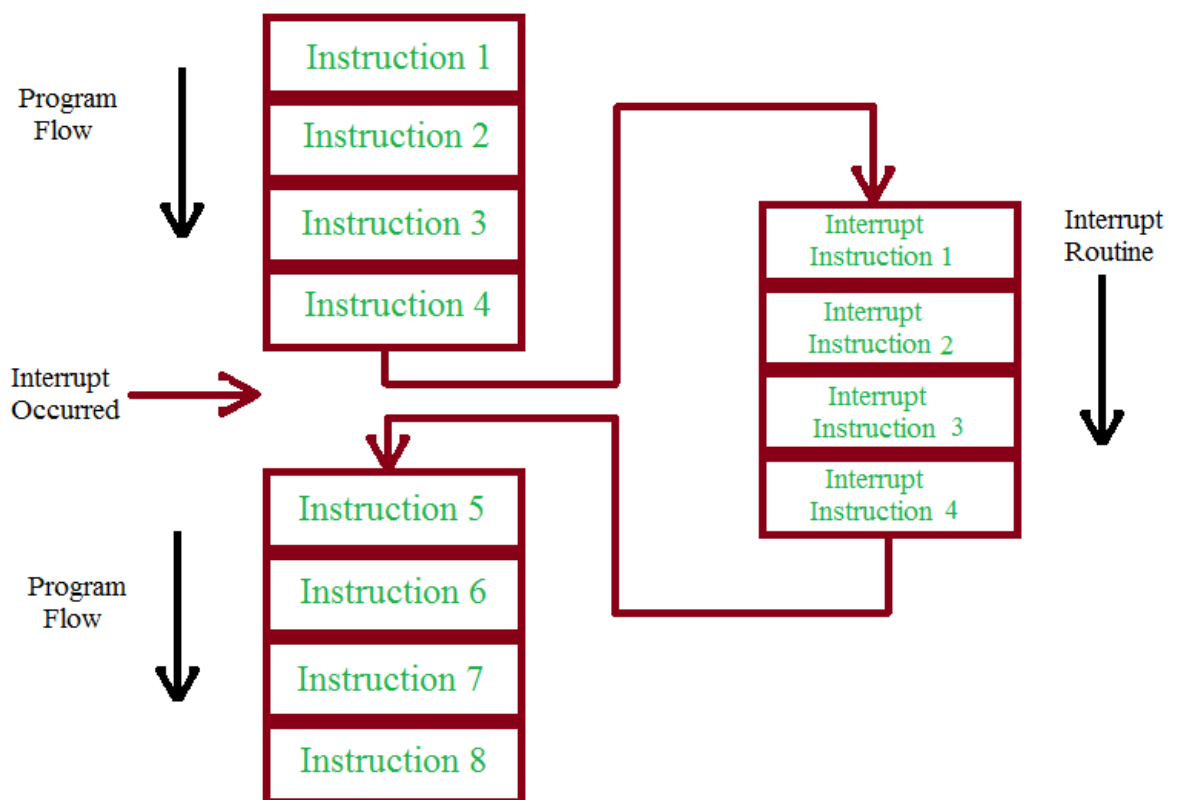 Program
Flow
Instruction 1
Instruction 2
Instruction 3
Instruction 4
Interrupt
Occurred
Interrupt
Instruction 1
Interrupt
Instruction 2
Interrupt
Instruction 3
Interrupt
Instruction 4
Interrupt
Routine
Program
Flow
Instruction 5
Instruction 6
Instruction 7
Instruction 8